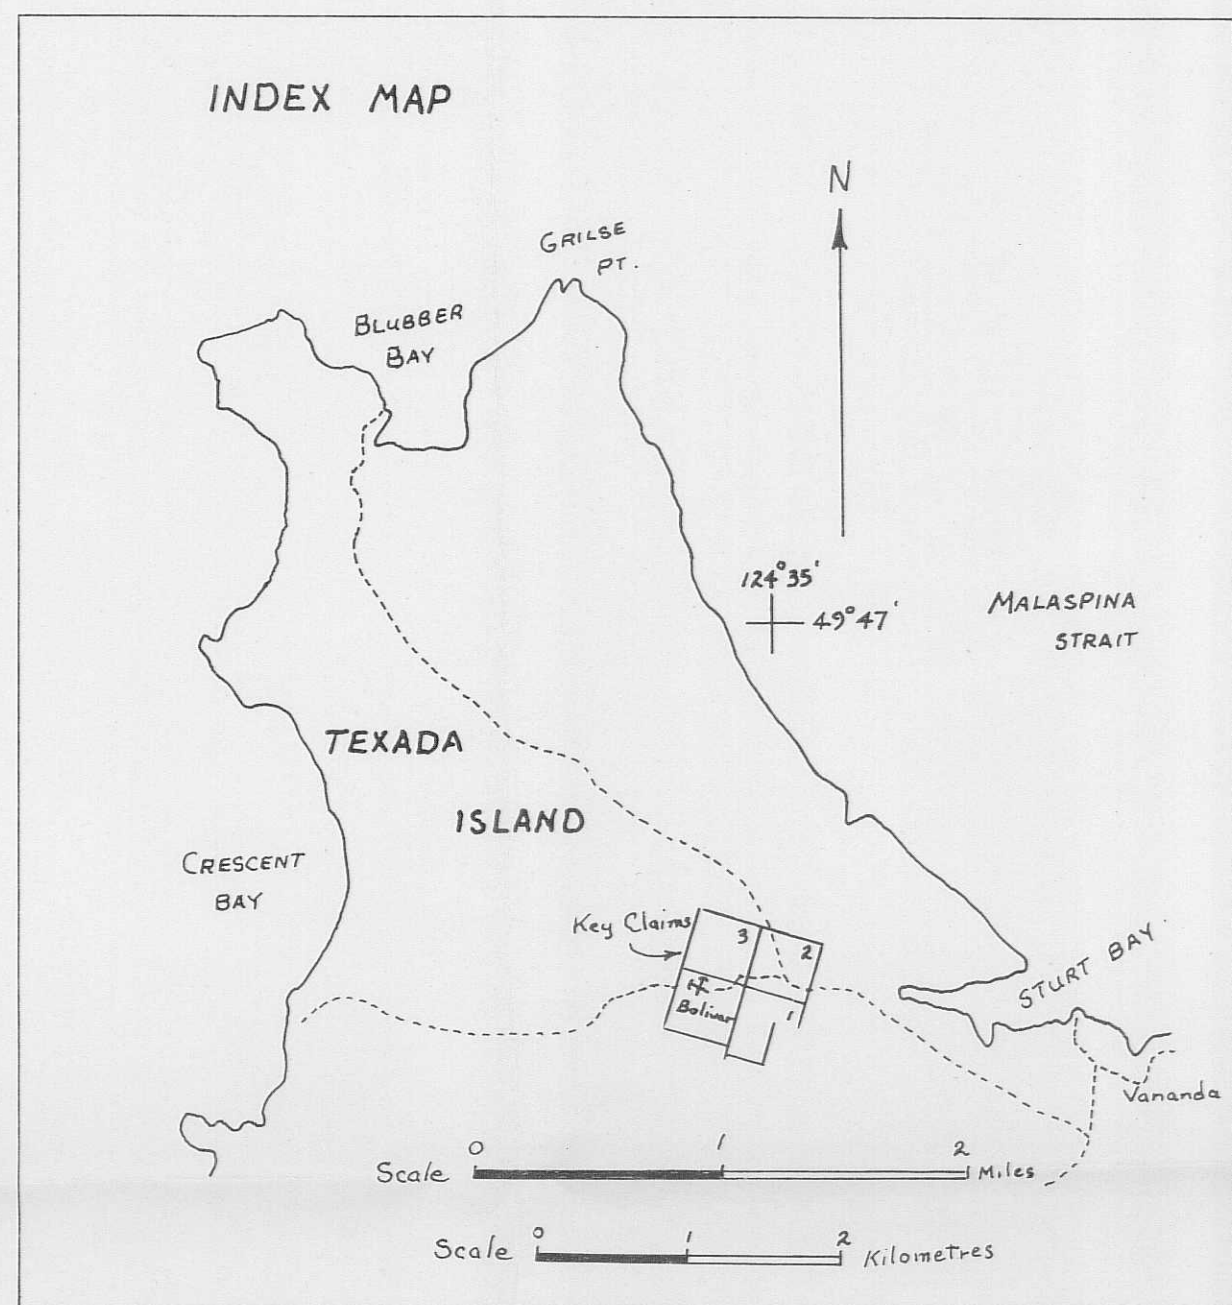 INDEX MAP
N
GRILSE
PT.
BLUBBER
BAY
124°35'
49°47'
MALASPINA
STRAIT
TEXADA
ISLAND
CRESCENT
BAY
Key Claims
3
2
Bolivar
1
STURT BAY
Vananda
0 1 2
Scale Miles
0 1 2
Scale Kilometres